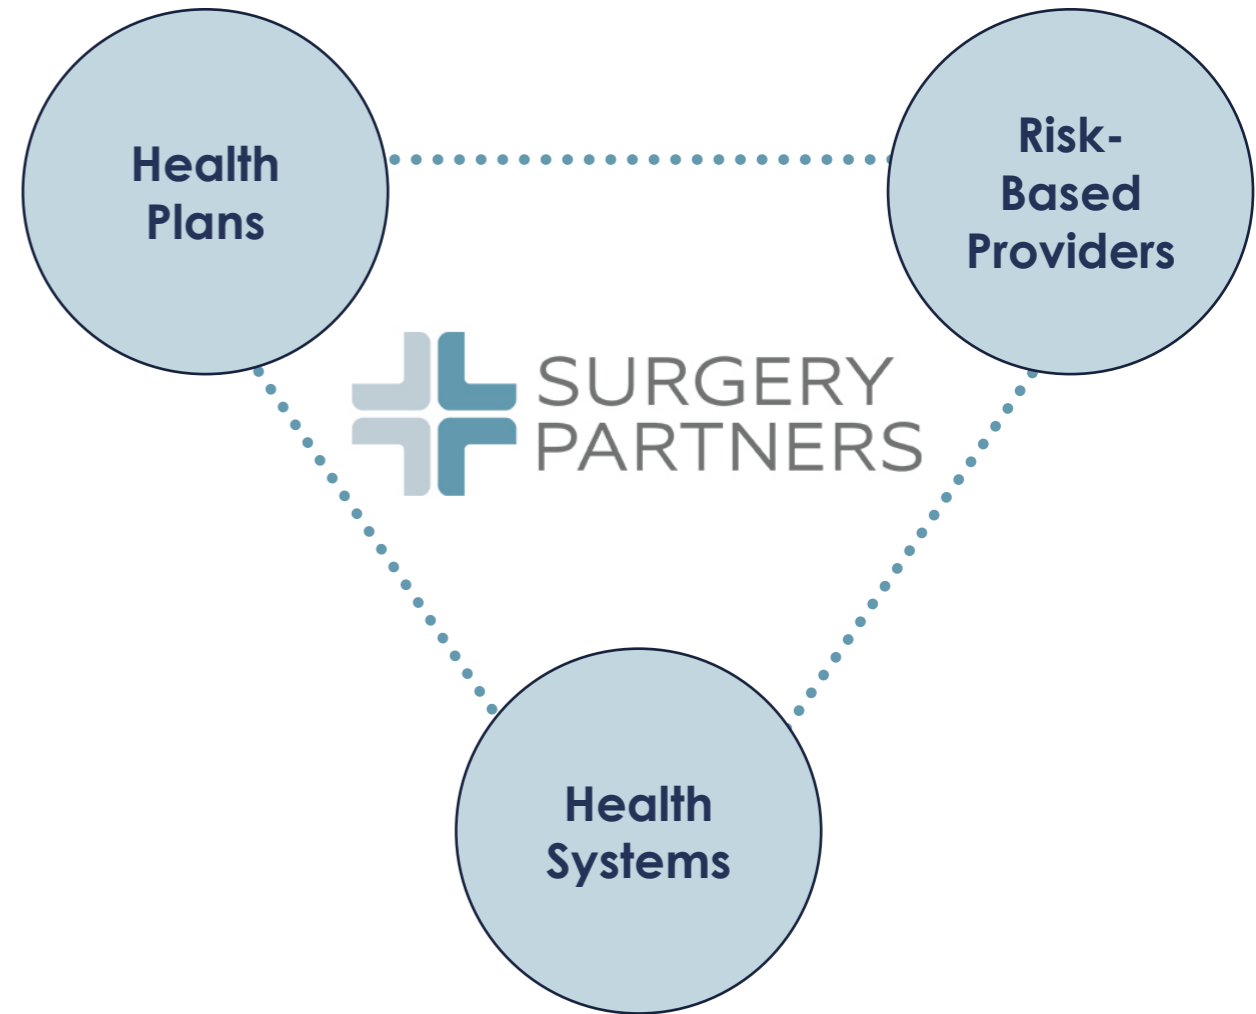 Health
Plans
Risk-
Based
Providers
SURGERY
PARTNERS
Health
Systems